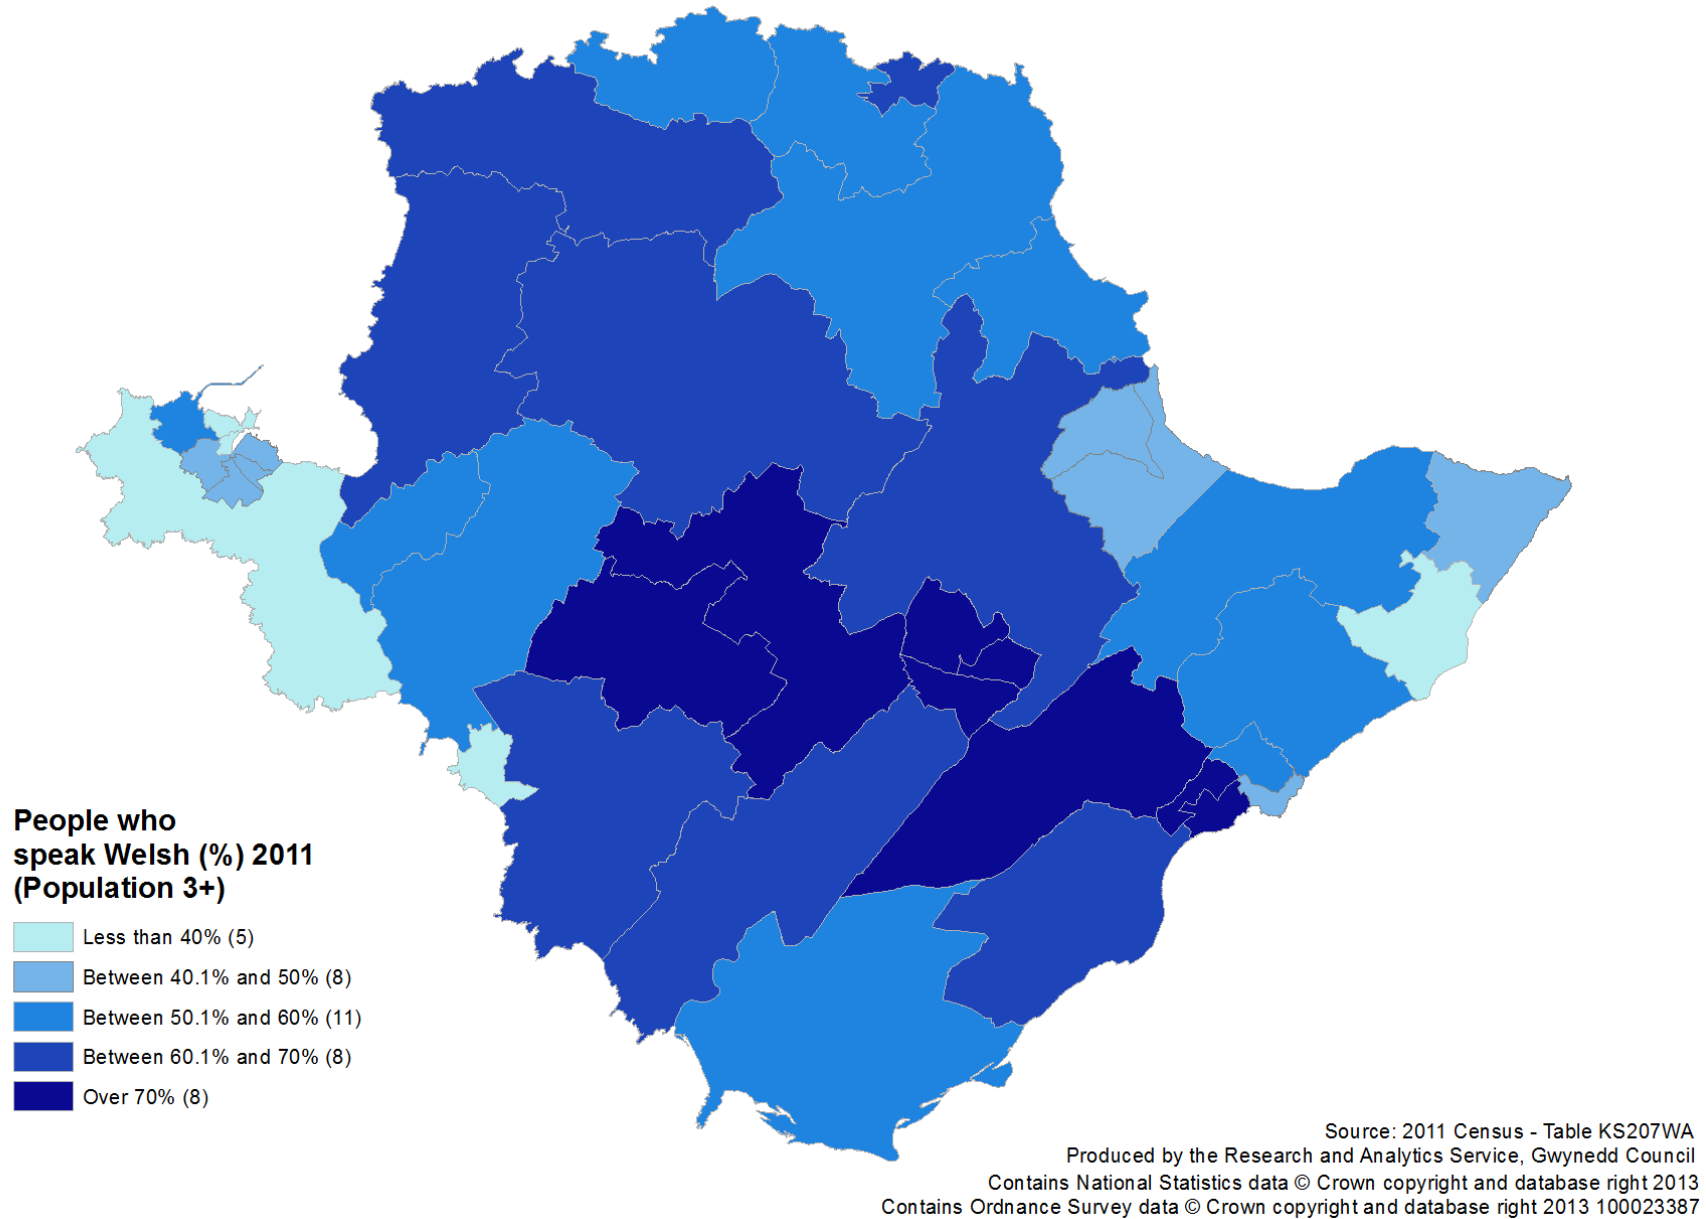 People who
speak Welsh (%) 2011
(Population 3+)
Less than 40% (5)
Between 40.1% and 50% (8)
Between 50.1% and 60% (11)
Between 60.1% and 70% (8)
Over 70% (8)
Source: 2011 Census - Table KS207WA
Produced by the Research and Analytics Service, Gwynedd Council
Contains National Statistics data © Crown copyright and database right 2013
Contains Ordnance Survey data © Crown copyright and database right 2013 100023387